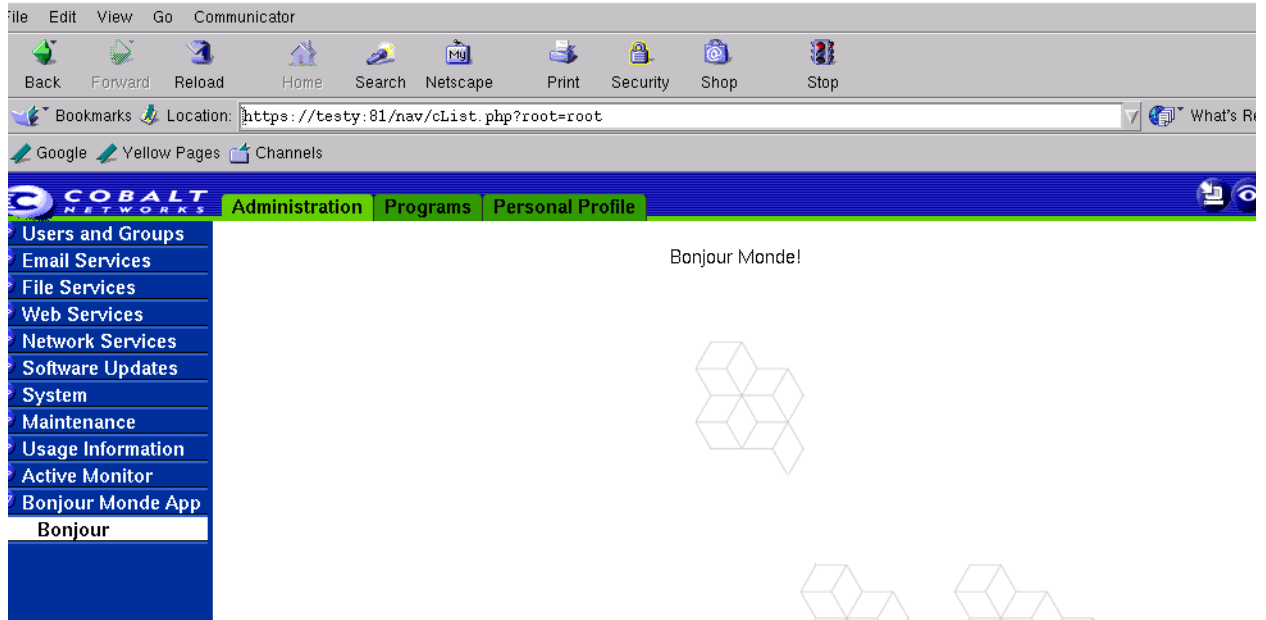 File Edit View Go Communicator
My
Back Forward Reload Home Search Netscape Print Security Shop Stop
Bookmarks Location: https://testy:81/nav/cList.php?root=root What's Re
Google Yellow Pages Channels
COBALT
NETWORKS
Administration Programs Personal Profile
Users and Groups
Bonjour Monde!
Email Services
File Services
Web Services
Network Services
Software Updates
System
Maintenance
Usage Information
Active Monitor
Bonjour Monde App
Bonjour